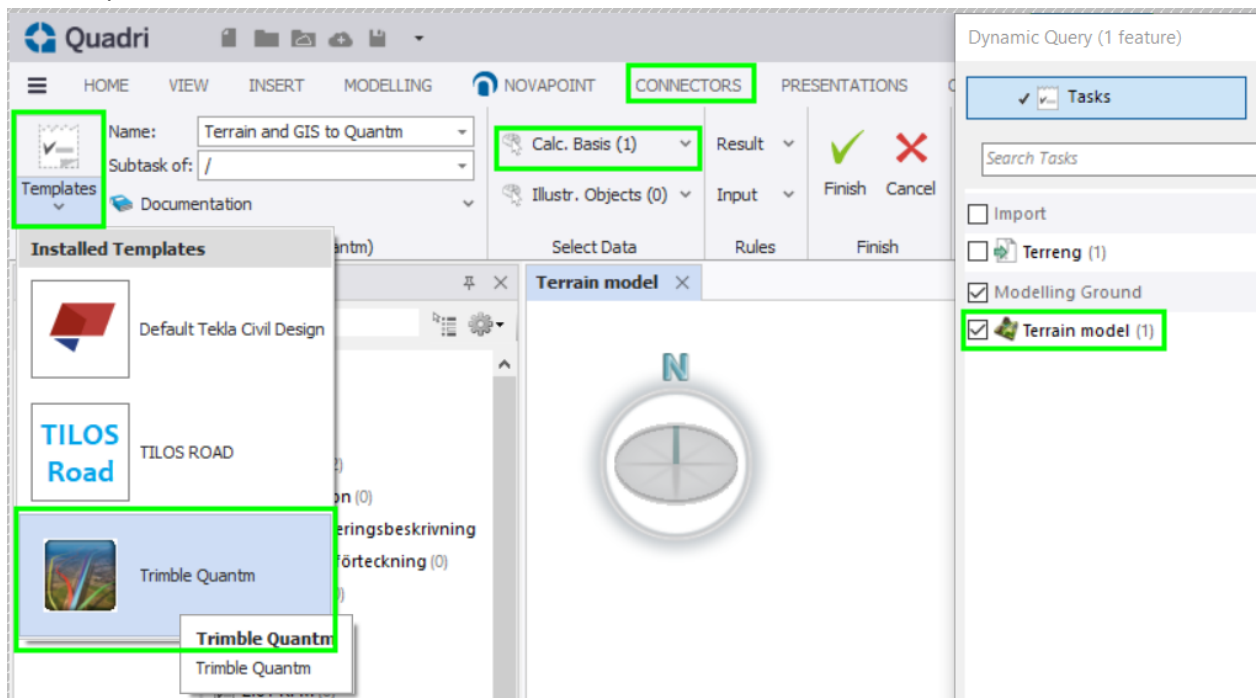 Quadri
Dynamic Query (1 feature)
HOME VIEW INSERT MODELLING NOVAPOINT CONNECTORS PRESENTATIONS
Tasks
Name: Terrain and GIS to Quantm
Calc. Basis (1)
Result
Subtask of: /
Search Tasks
Templates
Documentation
Illustr. Objects (0)
Input
Finish Cancel
Import
Installed Templates
Select Data
Rules
Finish
Terreng (1)
Terrain model
Modelling Ground
Default Tekla Civil Design
Terrain model (1)
N
TILOS
Road
TILOS ROAD
(0)
Trimble Quantm
(0)
Trimble Quantm
Trimble Quantm